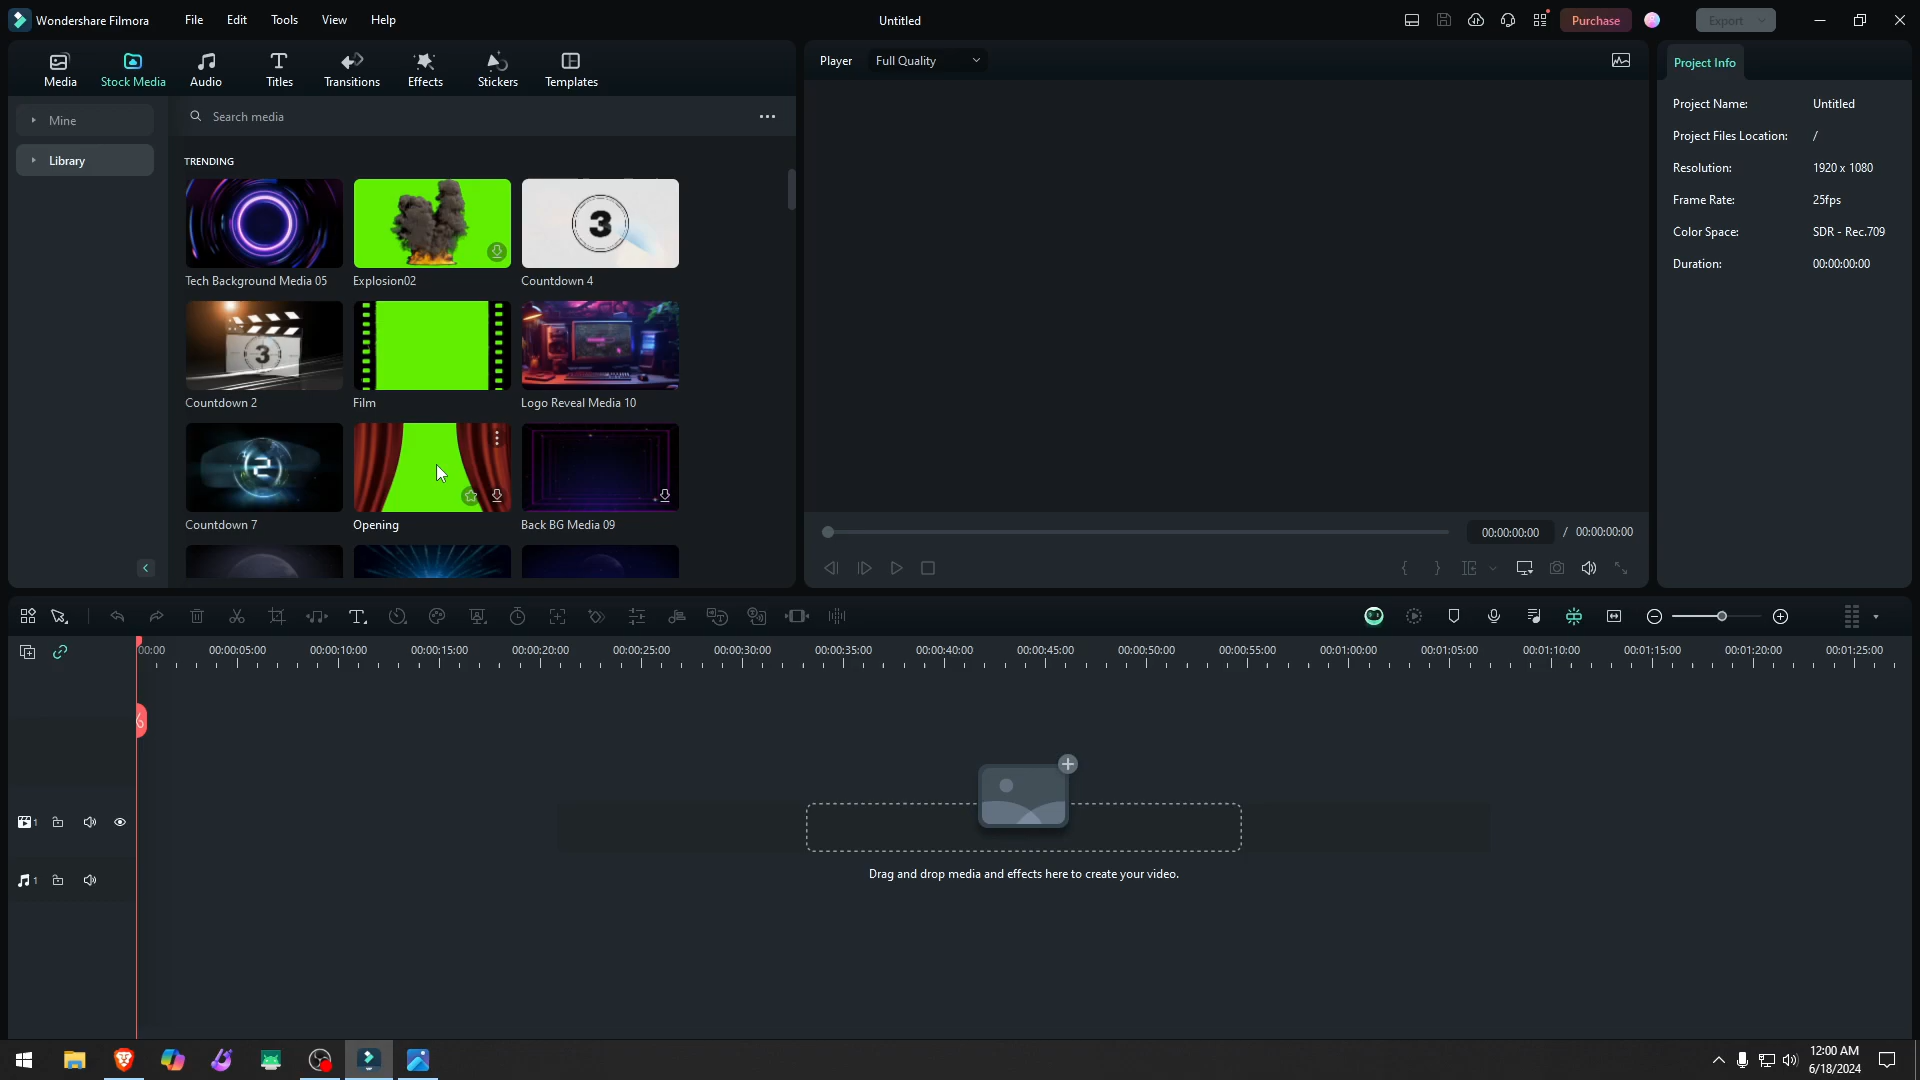 Wondershare Filmora
File
Edit
Tools
View
Help
Untitled
Purchase
Export
Media
Stock Media
Audio
Titles
Transitions
Effects
Stickers
Templates
Player
Full Quality
Project Info
Mine
Library
Search media
TRENDING
Tech Background Media 05
Explosion02
Countdown 4
Countdown 2
Film
Logo Reveal Media 10
Countdown 7
Opening
Back BG Media 09
3
3
2
Project Name:
Untitled
Project Files Location:
/
Resolution:
1920 x 1080
Frame Rate:
25fps
Color Space:
SDR - Rec.709
Duration:
00:00:00:00
00:00:00:00
/ 00:00:00:00
00:00
00:00:05:00
00:00:10:00
00:00:15:00
00:00:20:00
00:00:25:00
00:00:30:00
00:00:35:00
00:00:40:00
00:00:45:00
00:00:50:00
00:00:55:00
00:01:00:00
00:01:05:00
00:01:10:00
00:01:15:00
00:01:20:00
00:01:25:00
1
1
Drag and drop media and effects here to create your video.
12:00 AM
6/18/2024